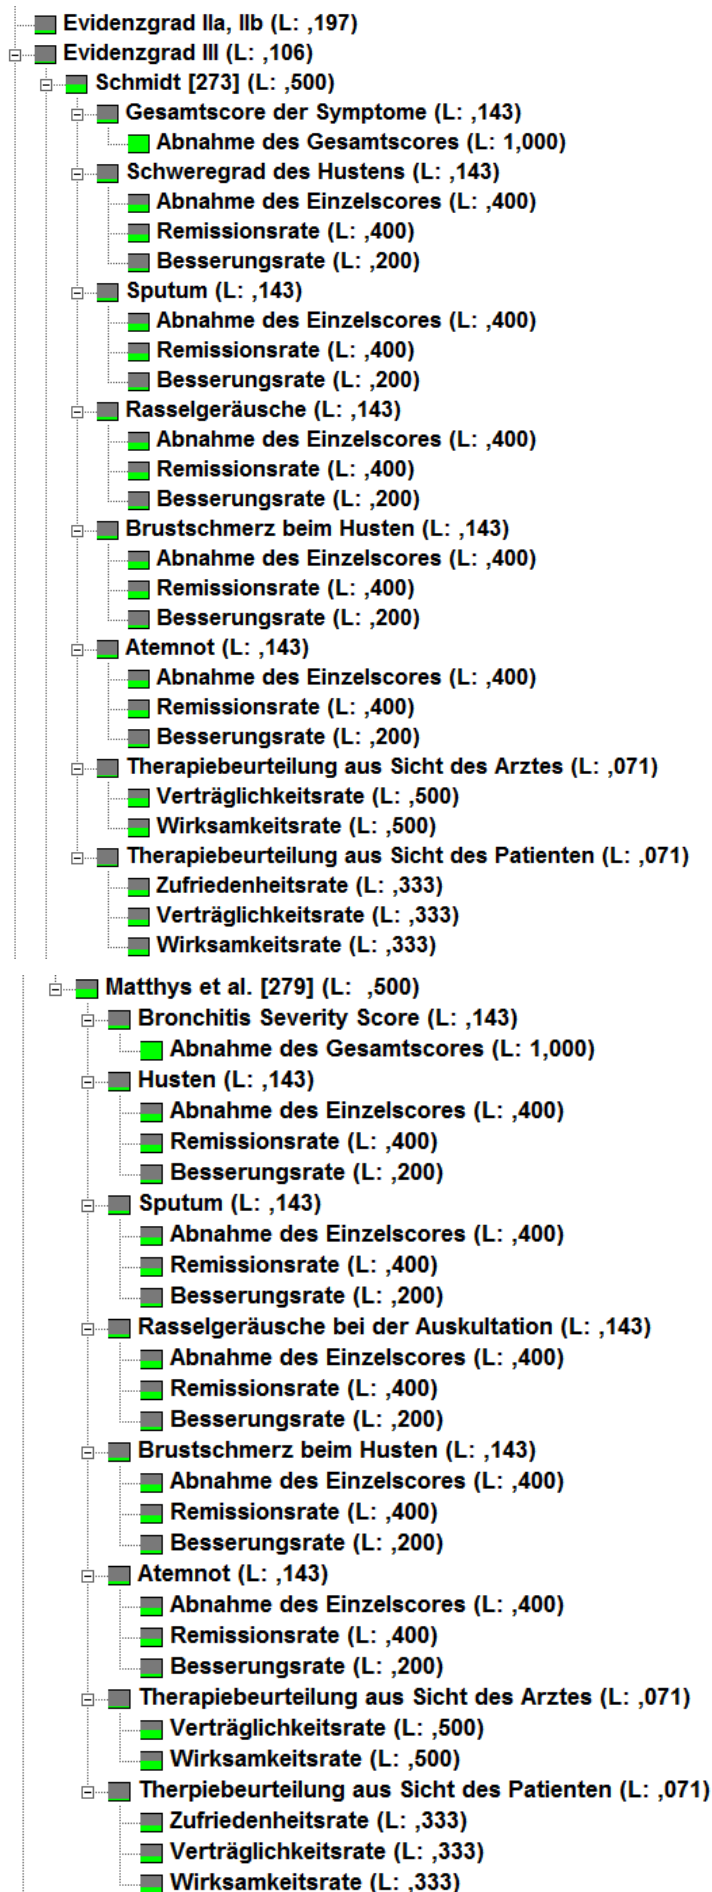 Evidenzgrad IIa, IIb (L: ,197)
Evidenzgrad III (L: ,106)
Schmidt [273] (L: ,500)
Gesamtscore der Symptome (L: ,143)
Abnahme des Gesamtscores (L: 1,000)
Schweregrad des Hustens (L: ,143)
Abnahme des Einzelscores (L: ,400)
Remissionsrate (L: ,400)
Besserungsrate (L: ,200)
Sputum (L: ,143)
Abnahme des Einzelscores (L: ,400)
Remissionsrate (L: ,400)
Besserungsrate (L: ,200)
Rasselgeräusche (L: ,143)
Abnahme des Einzelscores (L: ,400)
Remissionsrate (L: ,400)
Besserungsrate (L: ,200)
Brustschmerz beim Husten (L: ,143)
Abnahme des Einzelscores (L: ,400)
Remissionsrate (L: ,400)
Besserungsrate (L: ,200)
Atemnot (L: ,143)
Abnahme des Einzelscores (L: ,400)
Remissionsrate (L: ,400)
Besserungsrate (L: ,200)
Therapiebeurteilung aus Sicht des Arztes (L: ,071)
Verträglichkeitsrate (L: ,500)
Wirksamkeitsrate (L: ,500)
Therapiebeurteilung aus Sicht des Patienten (L: ,071)
Zufriedenheitsrate (L: ,333)
Verträglichkeitsrate (L: ,333)
Wirksamkeitsrate (L: ,333)
Matthys et al. [279] (L: ,500)
Bronchitis Severity Score (L: ,143)
Abnahme des Gesamtscores (L: 1,000)
Husten (L: ,143)
Abnahme des Einzelscores (L: ,400)
Remissionsrate (L: ,400)
Besserungsrate (L: ,200)
Sputum (L: ,143)
Abnahme des Einzelscores (L: ,400)
Remissionsrate (L: ,400)
Besserungsrate (L: ,200)
Rasselgeräusche bei der Auskultation (L: ,143)
Abnahme des Einzelscores (L: ,400)
Remissionsrate (L: ,400)
Besserungsrate (L: ,200)
Brustschmerz beim Husten (L: ,143)
Abnahme des Einzelscores (L: ,400)
Remissionsrate (L: ,400)
Besserungsrate (L: ,200)
Atemnot (L: ,143)
Abnahme des Einzelscores (L: ,400)
Remissionsrate (L: ,400)
Besserungsrate (L: ,200)
Therapiebeurteilung aus Sicht des Arztes (L: ,071)
Verträglichkeitsrate (L: ,500)
Wirksamkeitsrate (L: ,500)
Therpiebeurteilung aus Sicht des Patienten (L: ,071)
Zufriedenheitsrate (L: ,333)
Verträglichkeitsrate (L: ,333)
Wirksamkeitsrate (L: ,333)